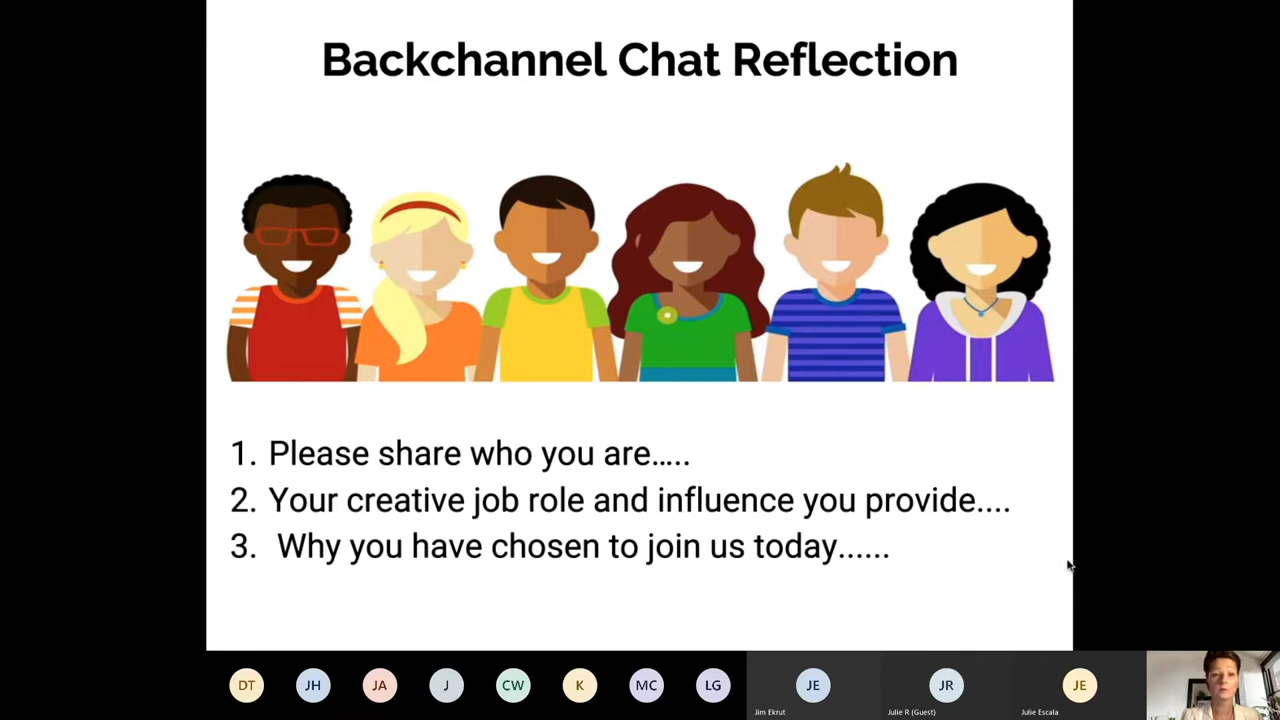 Backchannel Chat Reflection
1. Please share who you are.....
2. Your creative job role and influence you provide....
3. Why you have chosen to join us today......
DT JH JA J CW K MC LG JE JR JE
Jim Ekrut Julie R (Guest) Julie Escala